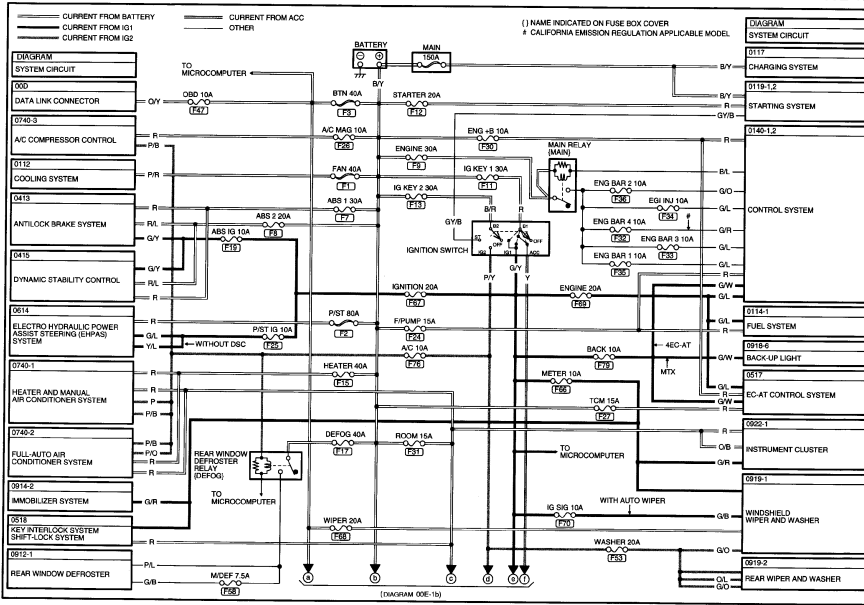 CURRENT FROM BATTERY
CURRENT FROM IG1
CURRENT FROM IG2
CURRENT FROM ACC
OTHER
( ) NAME INDICATED ON FUSE BOX COVER
# CALIFORNIA EMISSION REGULATION APPLICABLE MODEL
DIAGRAM
SYSTEM CIRCUIT
DIAGRAM
SYSTEM CIRCUIT
00D
DATA LINK CONNECTOR
O/Y
OBD 10A
F47
0740-3
A/C COMPRESSOR CONTROL
R
P/B
0112
COOLING SYSTEM
P/R
0413
ANTILOCK BRAKE SYSTEM
R
R/L
G/Y
0415
DYNAMIC STABILITY CONTROL
G/Y
R/L
R
0614
ELECTRO HYDRAULIC POWER
ASSIST STEERING (EHPAS)
SYSTEM
R
G/L
Y/L
WITHOUT DSC
0740-1
HEATER AND MANUAL
AIR CONDITIONER SYSTEM
R
R
P
P/B
0740-2
FULL-AUTO AIR
CONDITIONER SYSTEM
P/B
P/O
R
R
0914-2
IMMOBILIZER SYSTEM
G/R
0518
KEY INTERLOCK SYSTEM
SHIFT-LOCK SYSTEM
R
0912-1
REAR WINDOW DEFROSTER
P/L
G/B
M/DEF 7.5A
F58
TO
MICROCOMPUTER
BATTERY
B/Y
MAIN
150A
BTN 40A
F3
STARTER 20A
F12
A/C MAG 10A
F26
ENG +B 10A
F30
ENGINE 30A
F9
FAN 40A
F1
IG KEY 1 30A
F11
IG KEY 2 30A
F13
ABS 1 30A
F7
ABS 2 20A
F8
ABS IG 10A
F19
B/R
R
GY/B
IGNITION SWITCH
B2
B1
ST
OFF
OFF
IG2
IG1
ACC
P/Y
G/Y
Y
MAIN RELAY
(MAIN)
ENG BAR 2 10A
F36
EGI INJ 10A
F34
#
ENG BAR 4 10A
F32
ENG BAR 3 10A
F33
ENG BAR 1 10A
F35
IGNITION 20A
F67
ENGINE 20A
F69
P/ST 80A
F2
P/ST IG 10A
F25
F/PUMP 15A
F24
A/C 10A
F76
BACK 10A
F79
4EC-AT
MTX
HEATER 40A
F15
METER 10A
F66
TCM 15A
F27
DEFOG 40A
F17
ROOM 15A
F31
REAR WINDOW
DEFROSTER
RELAY
(DEFOG)
TO
MICROCOMPUTER
TO
MICROCOMPUTER
WIPER 20A
F68
IG SIG 10A
F70
WITH AUTO WIPER
WASHER 20A
F53
a
b
c
d
e
f
(DIAGRAM 00E-1b)
0117
CHARGING SYSTEM
B/Y
0119-1,2
STARTING SYSTEM
B/Y
R
GY/B
0140-1,2
CONTROL SYSTEM
R
B/L
G/O
G/L
G/R
G/L
G/L
R
G/W
G/L
0114-1
FUEL SYSTEM
G/L
R
0918-6
BACK-UP LIGHT
G/W
0517
EC-AT CONTROL SYSTEM
G/L
R
G/W
R
0922-1
INSTRUMENT CLUSTER
R
O/B
G/R
0919-1
WINDSHIELD
WIPER AND WASHER
G/B
G/O
0919-2
REAR WIPER AND WASHER
O/L
G/O